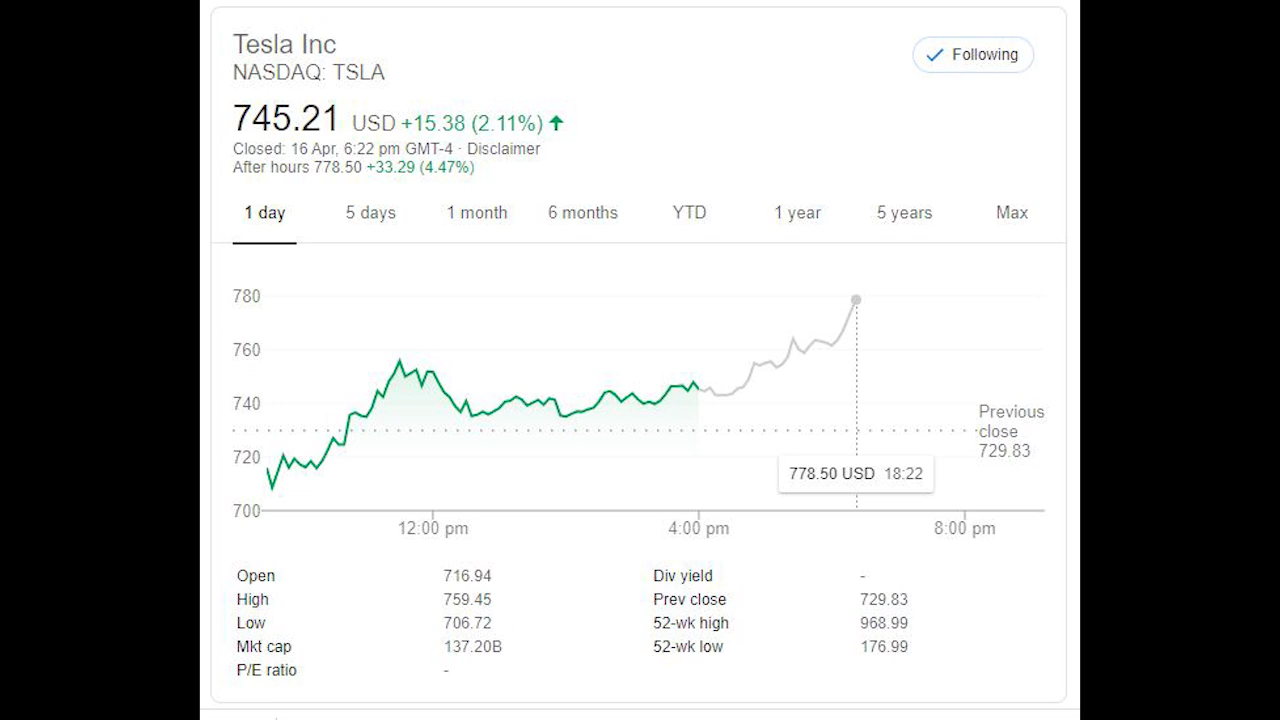 Tesla Inc
Following
NASDAQ: TSLA
745.21 USD +15.38 (2.11%)
Closed: 16 Apr, 6:22 pm GMT-4 · Disclaimer
After hours 778.50 +33.29 (4.47%)
1 day 5 days 1 month 6 months YTD 1 year 5 years Max
780
760
740
720
700
Previous
close
729.83
778.50 USD 18:22
12:00 pm 4:00 pm 8:00 pm
Open 716.94 Div yield -
High 759.45 Prev close 729.83
Low 706.72 52-wk high 968.99
Mkt cap 137.20B 52-wk low 176.99
P/E ratio -